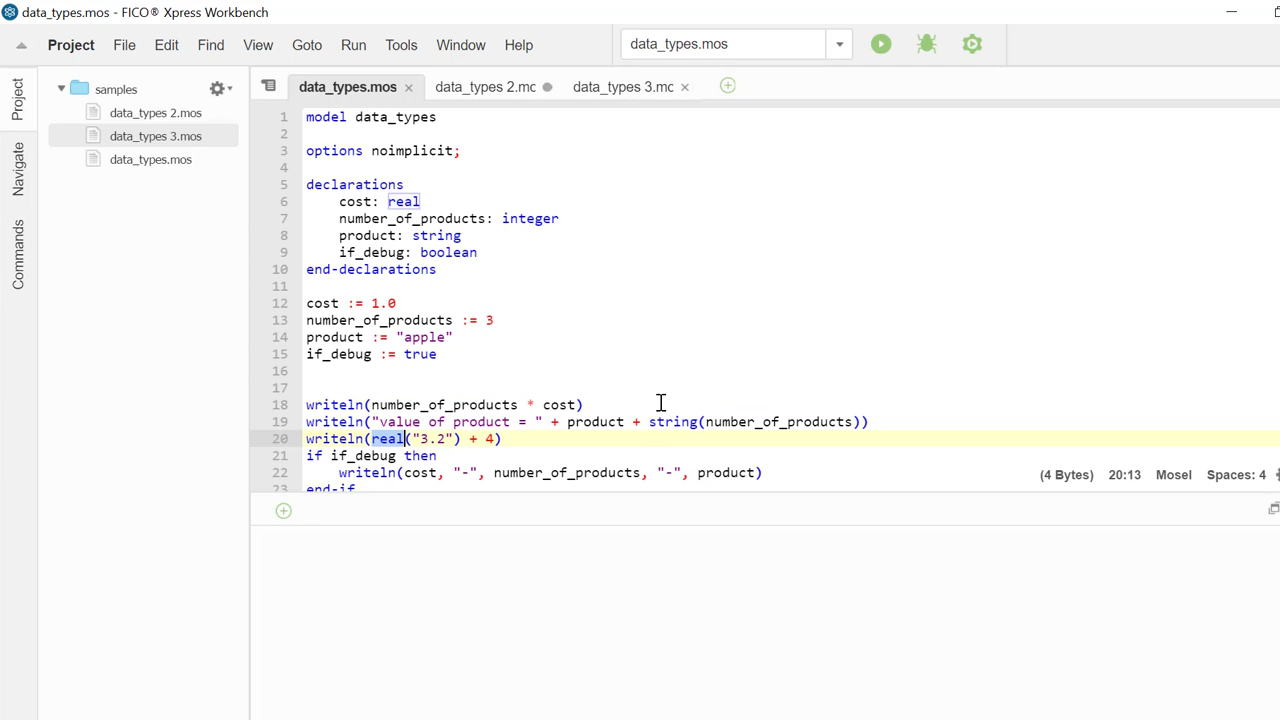 data_types.mos - FICO® Xpress Workbench
Project File Edit Find View Goto Run Tools Window Help data_types.mos
Project
Navigate
Commands
samples
data_types 2.mos
data_types 3.mos
data_types.mos
data_types.mos data_types 2.mc data_types 3.mc
1 model data_types
2
3 options noimplicit;
4
5 declarations
6 cost: real
7 number_of_products: integer
8 product: string
9 if_debug: boolean
10 end-declarations
11
12 cost := 1.0
13 number_of_products := 3
14 product := "apple"
15 if_debug := true
16
17
18 writeln(number_of_products * cost)
19 writeln("value of product = " + product + string(number_of_products))
20 writeln(real("3.2") + 4)
21 if if_debug then
22 writeln(cost, "-", number_of_products, "-", product)
23 end-if
(4 Bytes) 20:13 Mosel Spaces: 4